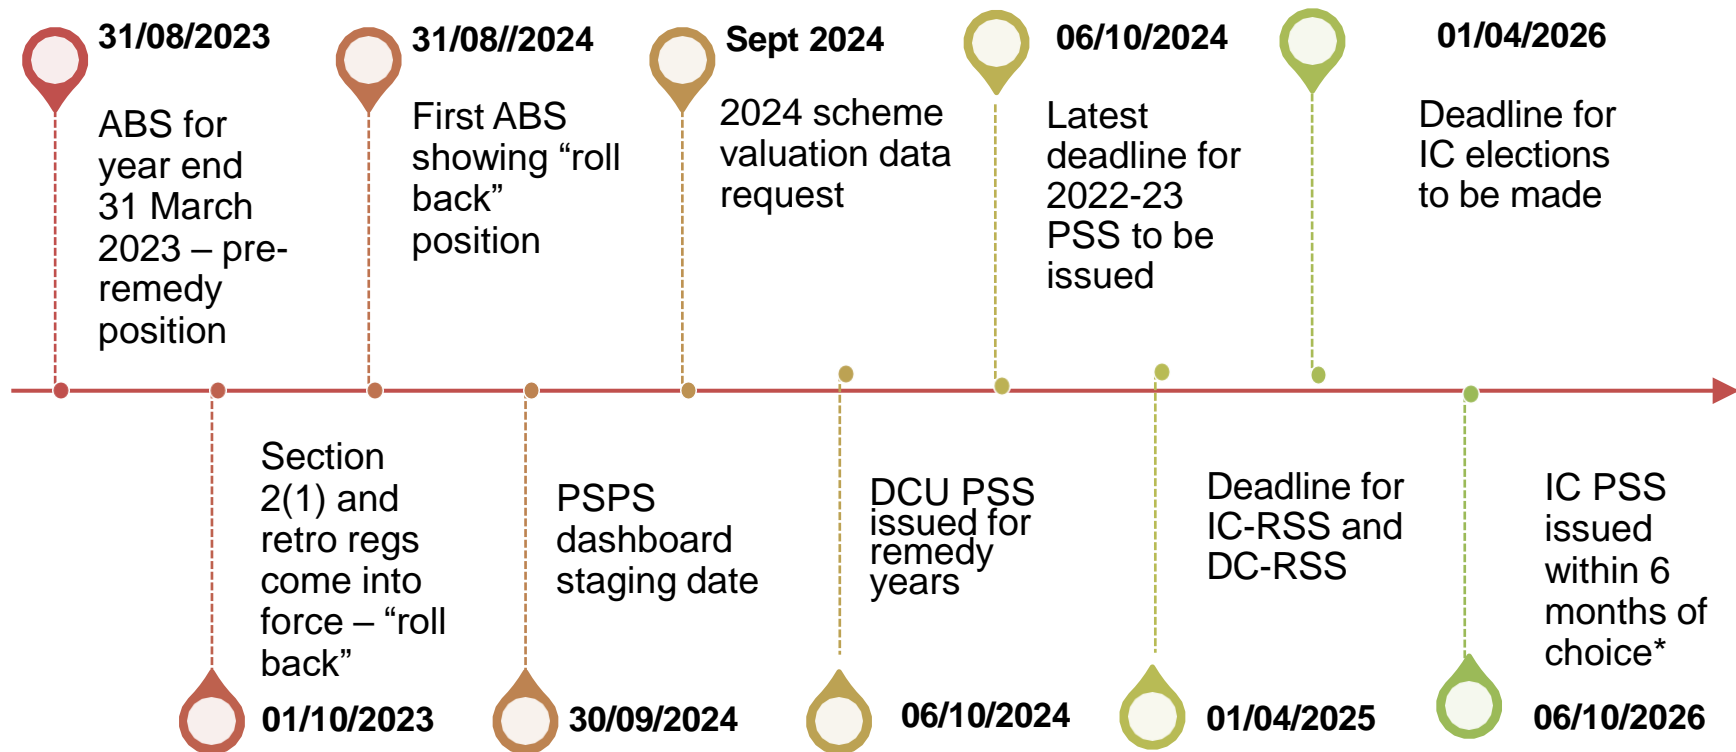 31/08/2023
ABS for
year end
31 March
2023 – pre-
remedy
position
31/08//2024
First ABS
showing “roll
back”
position
Sept 2024
2024 scheme
valuation data
request
06/10/2024
Latest
deadline for
2022-23
PSS to be
issued
01/04/2026
Deadline for
IC elections
to be made
Section
2(1) and
retro regs
come into
force – “roll
back”
01/10/2023
PSPS
dashboard
staging date
30/09/2024
DCU PSS
issued for
remedy
years
06/10/2024
Deadline for
IC-RSS and
DC-RSS
01/04/2025
IC PSS
issued
within 6
months of
choice*
06/10/2026